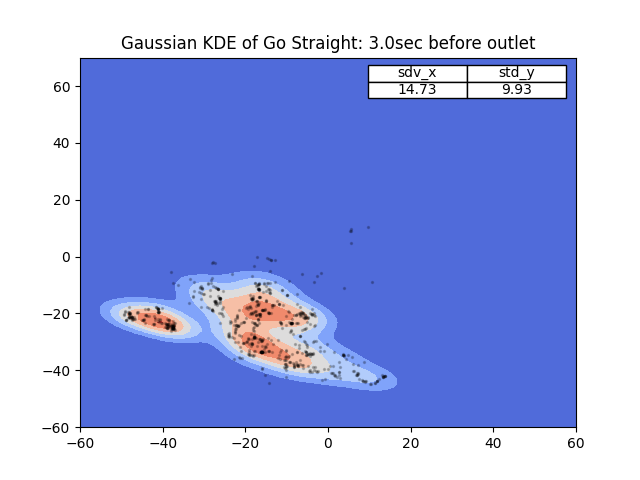 Gaussian KDE of Go Straight: 3.0sec before outlet
sdv_x std_y
14.73 9.93
60
40
20
0
−20
−40
−60
−60 −40 −20 0 20 40 60